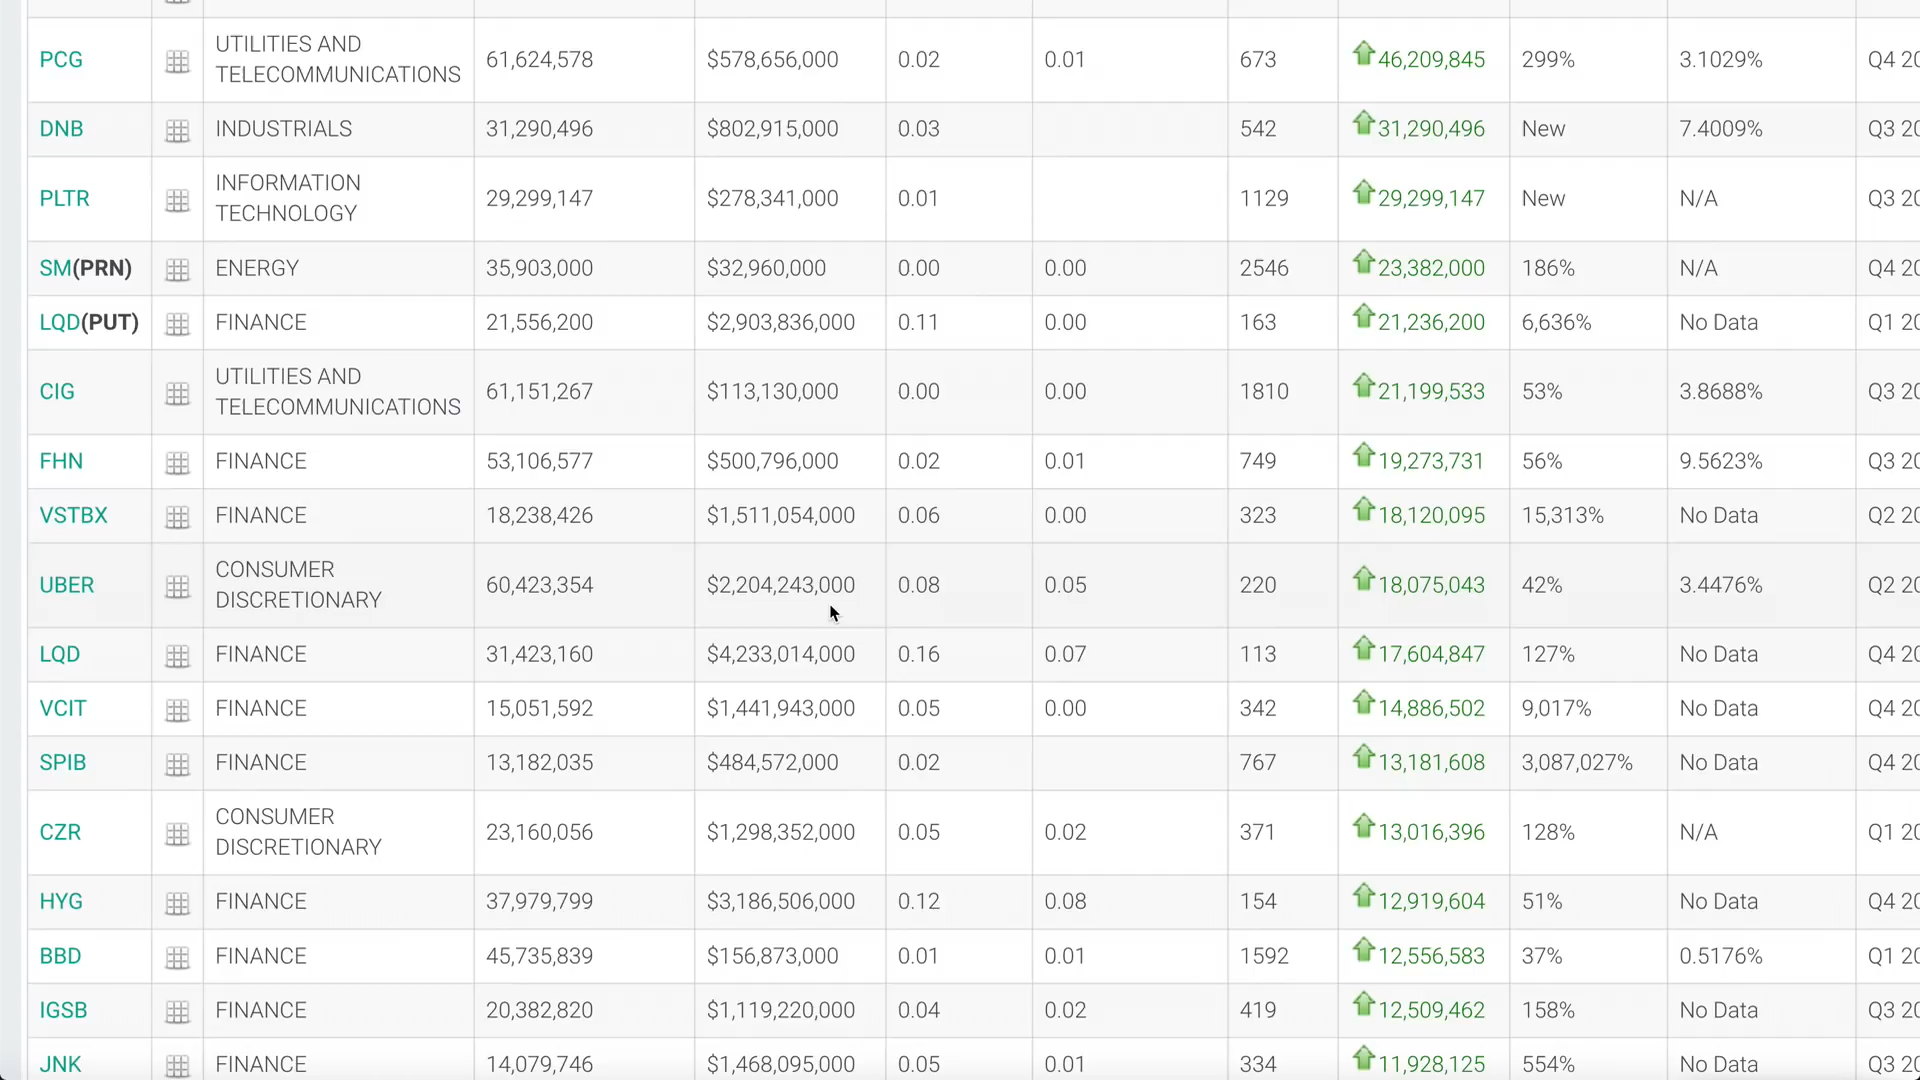 PCG UTILITIES AND TELECOMMUNICATIONS 61,624,578 $578,656,000 0.02 0.01 673 46,209,845 299% 3.1029% Q4 20
DNB INDUSTRIALS 31,290,496 $802,915,000 0.03 542 31,290,496 New 7.4009% Q3 20
PLTR INFORMATION TECHNOLOGY 29,299,147 $278,341,000 0.01 1129 29,299,147 New N/A Q3 20
SM(PRN) ENERGY 35,903,000 $32,960,000 0.00 0.00 2546 23,382,000 186% N/A Q4 20
LQD(PUT) FINANCE 21,556,200 $2,903,836,000 0.11 0.00 163 21,236,200 6,636% No Data Q1 20
CIG UTILITIES AND TELECOMMUNICATIONS 61,151,267 $113,130,000 0.00 0.00 1810 21,199,533 53% 3.8688% Q3 20
FHN FINANCE 53,106,577 $500,796,000 0.02 0.01 749 19,273,731 56% 9.5623% Q3 20
VSTBX FINANCE 18,238,426 $1,511,054,000 0.06 0.00 323 18,120,095 15,313% No Data Q2 20
UBER CONSUMER DISCRETIONARY 60,423,354 $2,204,243,000 0.08 0.05 220 18,075,043 42% 3.4476% Q2 20
LQD FINANCE 31,423,160 $4,233,014,000 0.16 0.07 113 17,604,847 127% No Data Q4 20
VCIT FINANCE 15,051,592 $1,441,943,000 0.05 0.00 342 14,886,502 9,017% No Data Q4 20
SPIB FINANCE 13,182,035 $484,572,000 0.02 767 13,181,608 3,087,027% No Data Q4 20
CZR CONSUMER DISCRETIONARY 23,160,056 $1,298,352,000 0.05 0.02 371 13,016,396 128% N/A Q1 20
HYG FINANCE 37,979,799 $3,186,506,000 0.12 0.08 154 12,919,604 51% No Data Q4 20
BBD FINANCE 45,735,839 $156,873,000 0.01 0.01 1592 12,556,583 37% 0.5176% Q1 20
IGSB FINANCE 20,382,820 $1,119,220,000 0.04 0.02 419 12,509,462 158% No Data Q3 20
JNK FINANCE 14,079,746 $1,468,095,000 0.05 0.01 334 11,928,125 554% No Data Q3 20